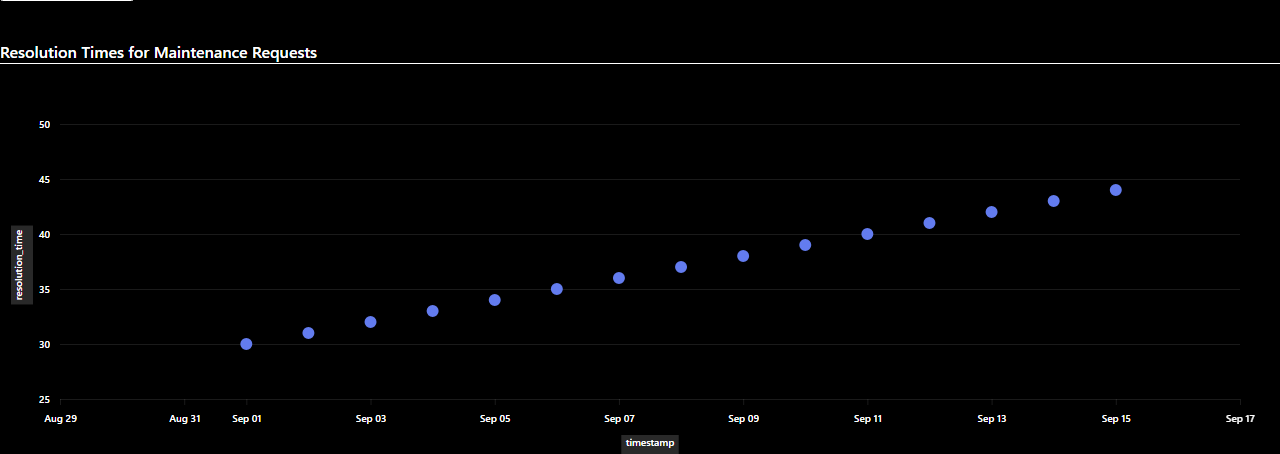 Resolution Times for Maintenance Requests
50
45
40
35
30
25
resolution_time
Aug 29 Aug 31 Sep 01 Sep 03 Sep 05 Sep 07 Sep 09 Sep 11 Sep 13 Sep 15 Sep 17
timestamp